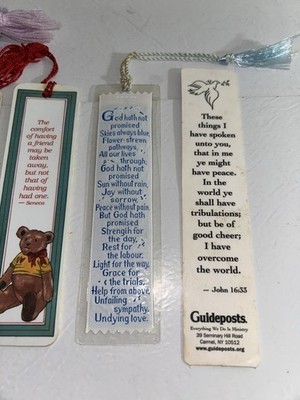 The
comfort
of having
a friend
may be
taken
away,
but not
that of
having
had one.
— Seneca
God hath not
promised
Skies always blue,
Flower-strewn
pathways,
All our lives
through,
God hath not
promised
Sun without rain,
Joy without
sorrow,
Peace without pain.
But God hath
promised
Strength for
the day,
Rest for
the labour,
Light for the way,
Grace for
the trials,
Help from above,
Unfailing
sympathy,
Undying love.
These
things I
have spoken
unto you,
that in me
ye might
have peace.
In the
world ye
shall have
tribulations;
but be of
good cheer;
I have
overcome
the world.
— John 16:33
Guideposts.
Everything We Do Is Ministry
39 Seminary Hill Road
Carmel, NY 10512
www.guideposts.org